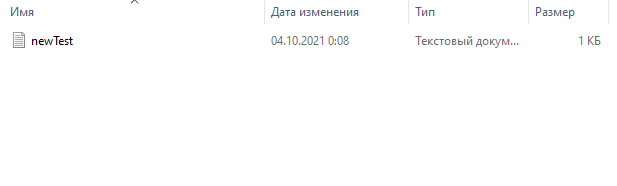 Имя Дата изменения Тип Размер
newTest 04.10.2021 0:08 Текстовый докум... 1 КБ